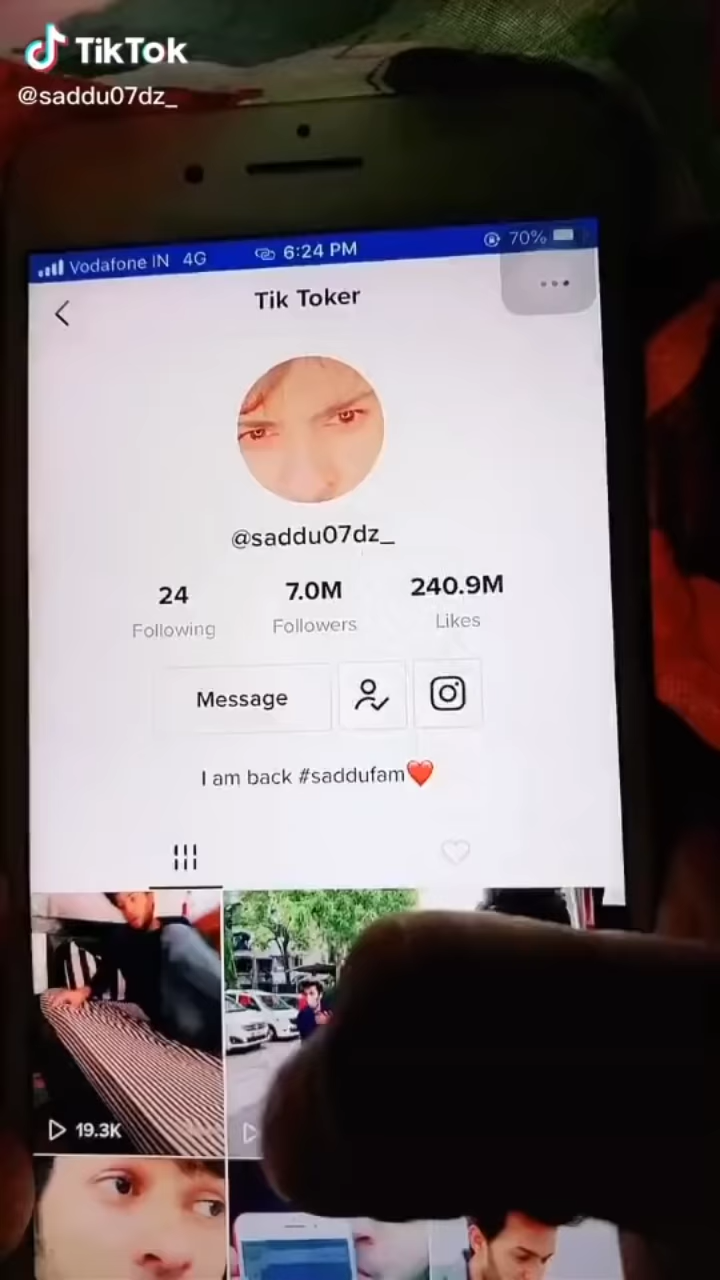 TikTok
@saddu07dz_
Vodafone IN 4G 6:24 PM 70%
Tik Toker
@saddu07dz_
24 7.0M 240.9M
Following Followers Likes
Message
I am back #saddufam❤️
19.3K